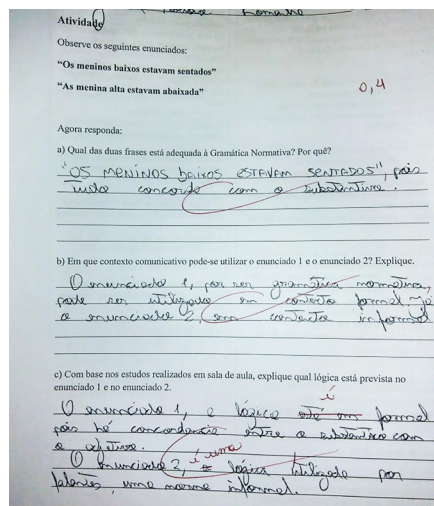 Atividade
Observe os seguintes enunciados:
“Os meninos baixos estavam sentados”
“As menina alta estavam abaixada”
0,4
Agora responda:
a) Qual das duas frases está adequada à Gramática Normativa? Por quê?
"OS MENINOS baixos ESTAVAM SENTADOS", pois
tudo concorda com o substantivo.
b) Em que contexto comunicativo pode-se utilizar o enunciado 1 e o enunciado 2? Explique.
O enunciado 1, por ser gramática normativa,
pode ser utilizado em contexto formal. Já
o enunciado 2, em contexto informal
c) Com base nos estudos realizados em sala de aula, explique qual lógica está prevista no
enunciado 1 e no enunciado 2.
é
O enunciado 1, a lógica está em formal
pois há concordancia entre o substantivo com
o adjetivo.
é uma
O enunciado 2, a logica utilizada por
falantes, uma norma informal.